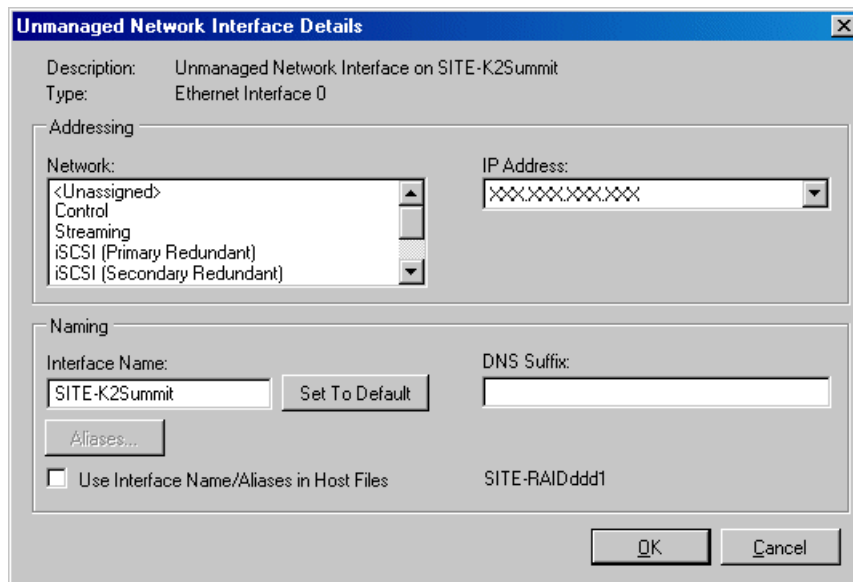 Unmanaged Network Interface Details
Description: Unmanaged Network Interface on SITE-K2Summit
Type: Ethernet Interface 0
Addressing
Network: IP Address:
<Unassigned> XXX.XXX.XXX.XXX
Control
Streaming
iSCSI (Primary Redundant)
iSCSI (Secondary Redundant)
Naming
Interface Name: DNS Suffix:
SITE-K2Summit Set To Default
Aliases...
Use Interface Name/Aliases in Host Files SITE-RAIDddd1
OK Cancel